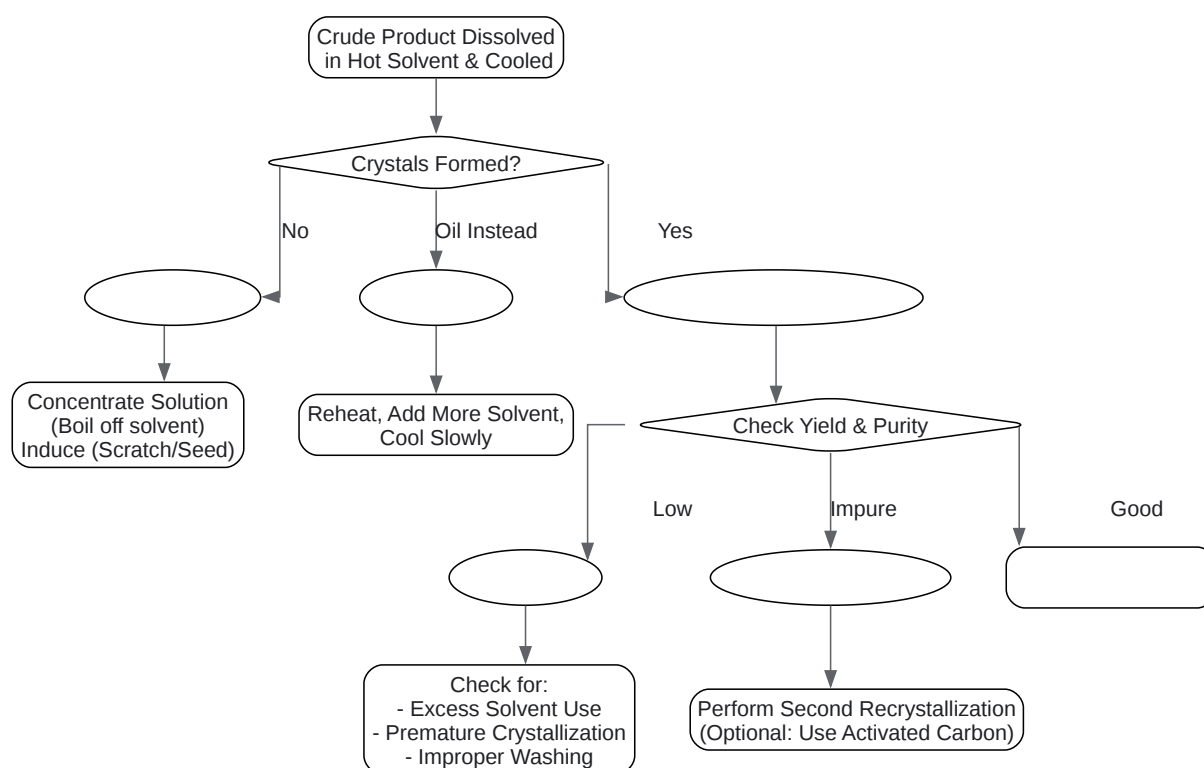 Crude Product Dissolved
in Hot Solvent & Cooled
Crystals Formed?
No
Oil Instead
Yes
Concentrate Solution
(Boil off solvent)
Induce (Scratch/Seed)
Reheat, Add More Solvent,
Cool Slowly
Check Yield & Purity
Low
Impure
Good
Check for:
- Excess Solvent Use
- Premature Crystallization
- Improper Washing
Perform Second Recrystallization
(Optional: Use Activated Carbon)